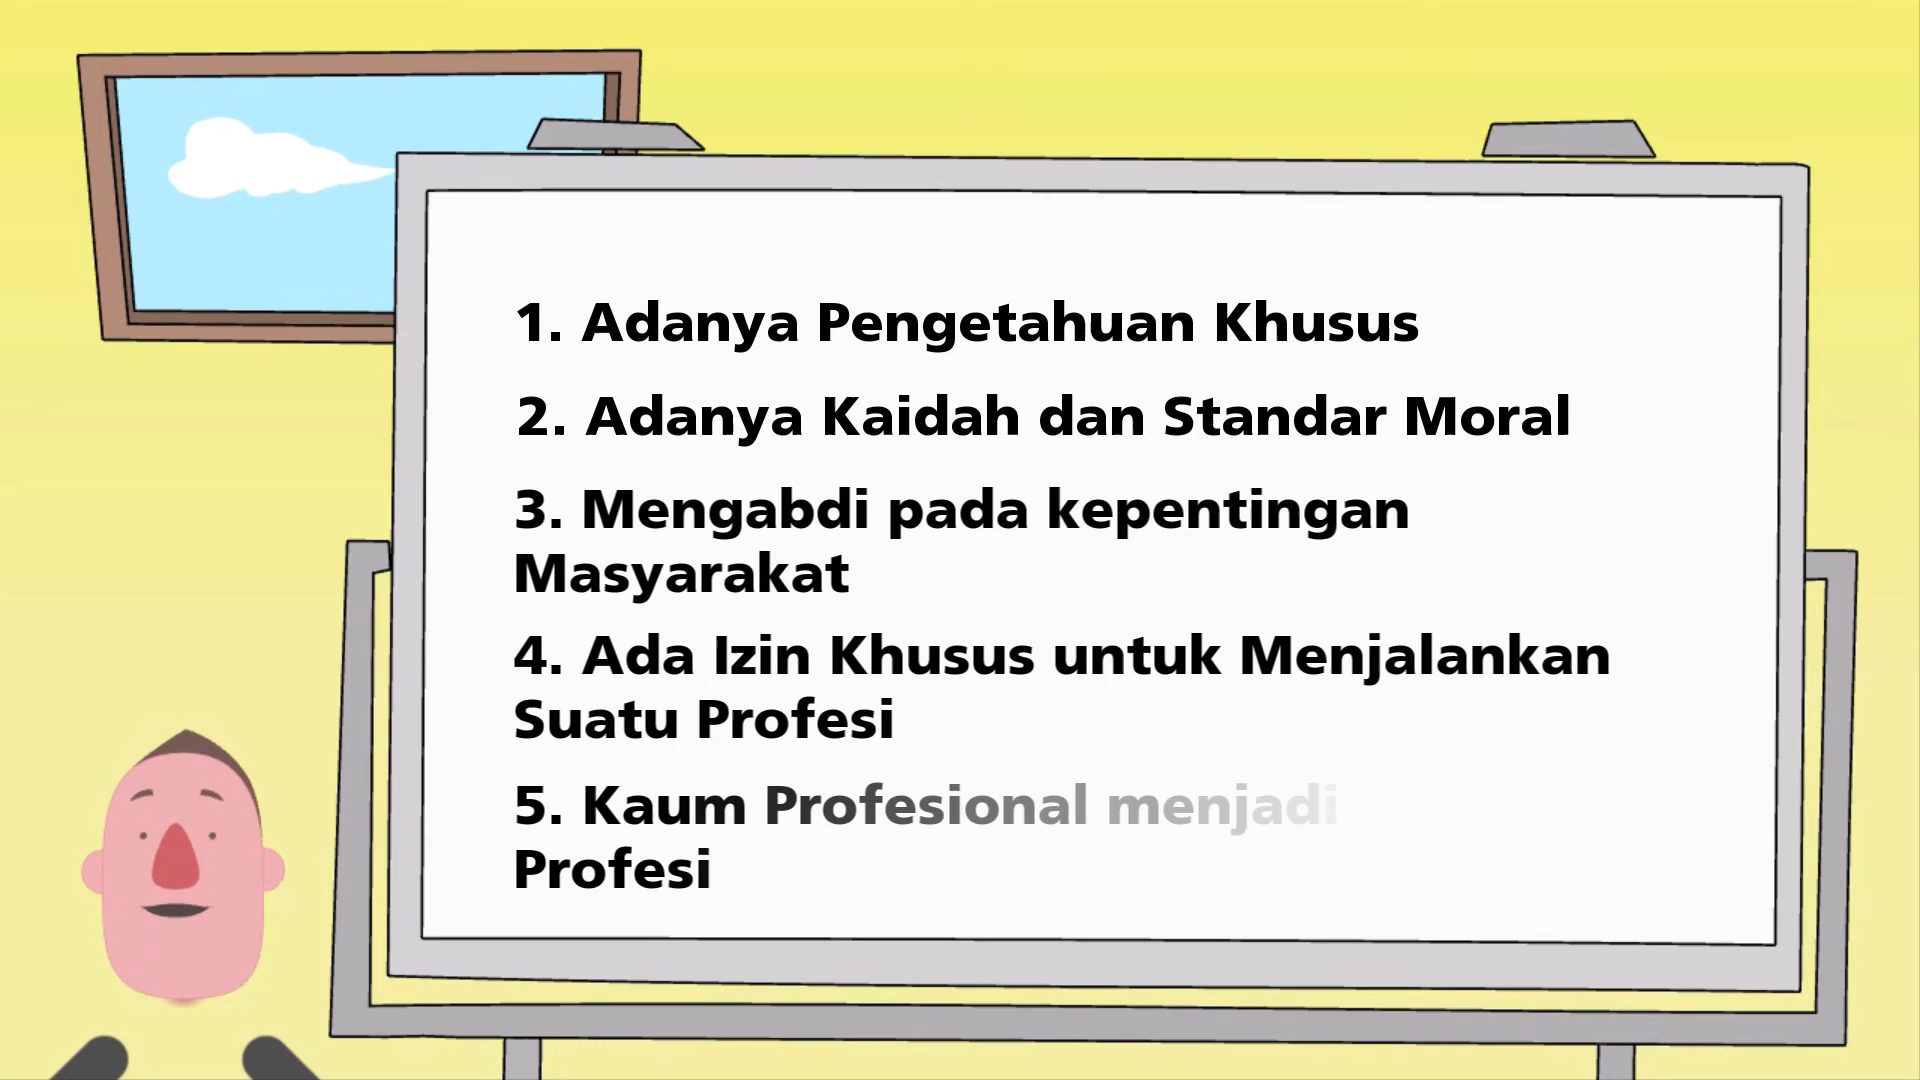 1. Adanya Pengetahuan Khusus
2. Adanya Kaidah dan Standar Moral
3. Mengabdi pada kepentingan
Masyarakat
4. Ada Izin Khusus untuk Menjalankan
Suatu Profesi
5. Kaum Profesional menjadi
Profesi